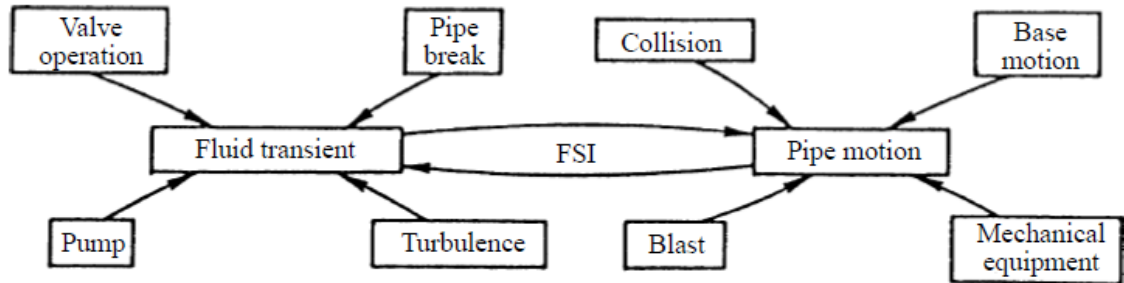 Valve
operation
Pipe
break
Collision
Base
motion
Fluid transient
FSI
Pipe motion
Pump
Turbulence
Blast
Mechanical
equipment